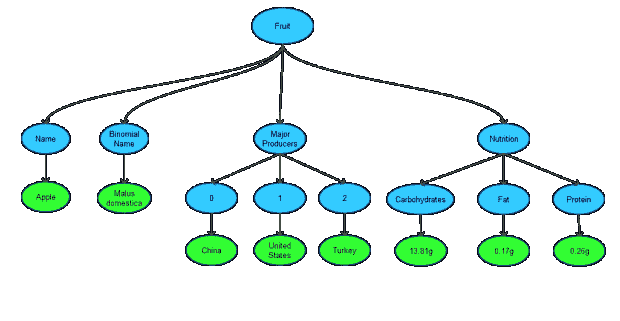 Fruit
Name
Binomial
Name
Major
Producers
Nutrition
Apple
Malus
domestica
0
1
2
Carbohydrates
Fat
Protein
China
United
States
Turkey
13.81g
0.17g
0.26g